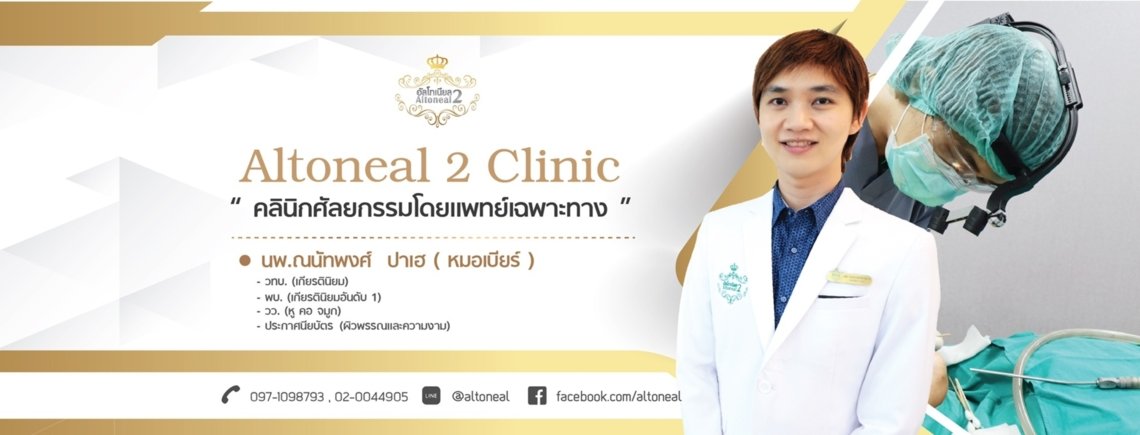 อัลโทเนียล
Altoneal 2
Altoneal 2 Clinic
“ คลินิกศัลยกรรมโดยแพทย์เฉพาะทาง ”
● นพ.ณนัทพงศ์ ปาเฮ ( หมอเบียร์ )
- วทบ. (เกียรตินิยม)
- พบ. (เกียรตินิยมอันดับ 1)
- วว. (หู คอ จมูก)
- ประกาศนียบัตร (ผิวพรรณและความงาม)
097-1098793 , 02-0044905 LINE @altoneal facebook.com/altoneal